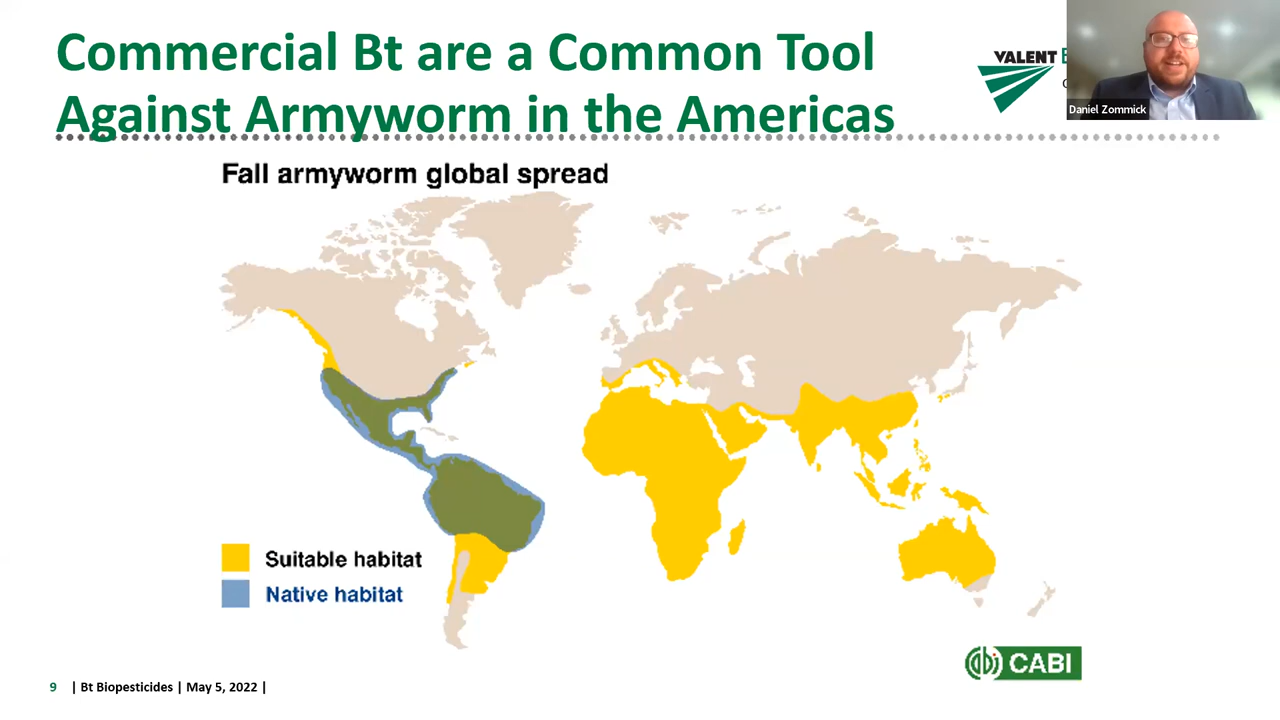 Commercial Bt are a Common Tool
Against Armyworm in the Americas
VALENT
Daniel Zommick
Fall armyworm global spread
Suitable habitat
Native habitat
CABI
9 | Bt Biopesticides | May 5, 2022 |